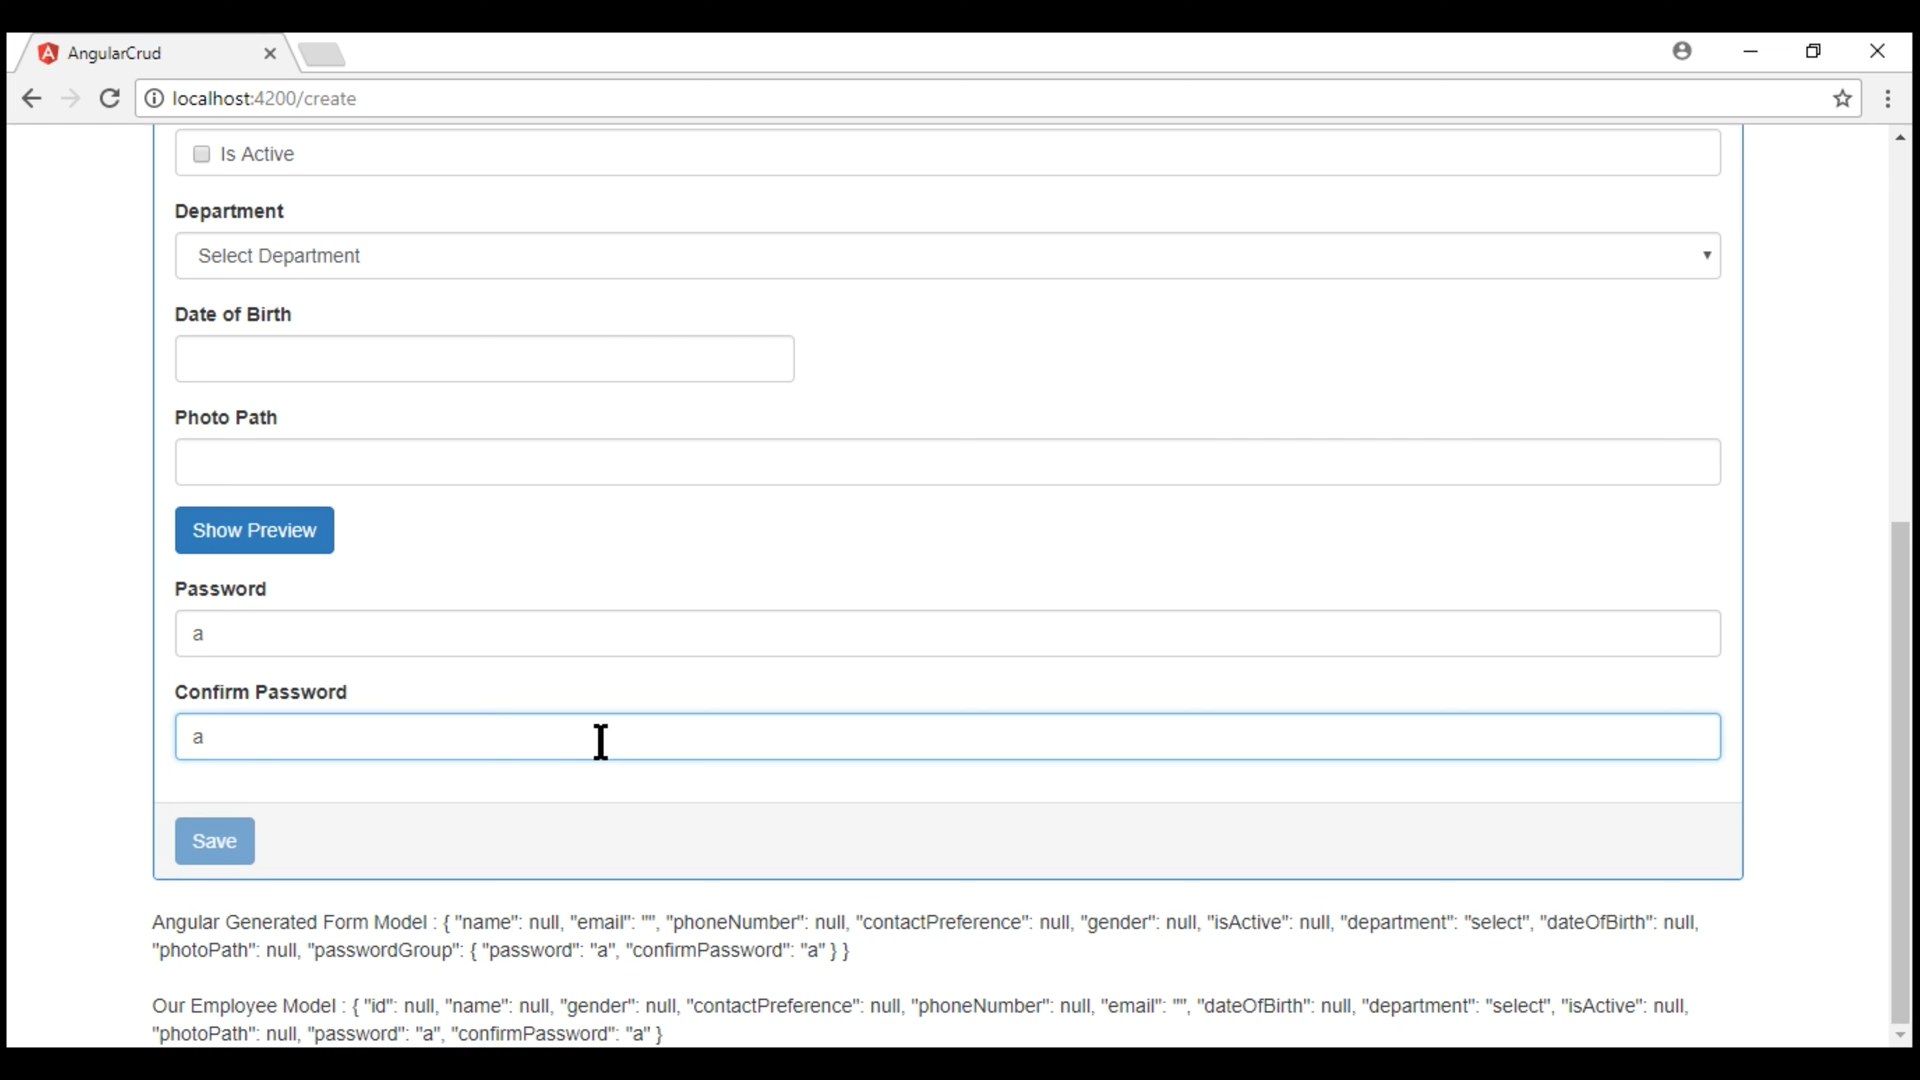 AngularCrud
localhost:4200/create
Is Active
Department
Select Department
Date of Birth
Photo Path
Show Preview
Password
a
Confirm Password
a
Save
Angular Generated Form Model : { "name": null, "email": "", "phoneNumber": null, "contactPreference": null, "gender": null, "isActive": null, "department": "select", "dateOfBirth": null,
"photoPath": null, "passwordGroup": { "password": "a", "confirmPassword": "a" } }
Our Employee Model : { "id": null, "name": null, "gender": null, "contactPreference": null, "phoneNumber": null, "email": "", "dateOfBirth": null, "department": "select", "isActive": null,
"photoPath": null, "password": "a", "confirmPassword": "a" }